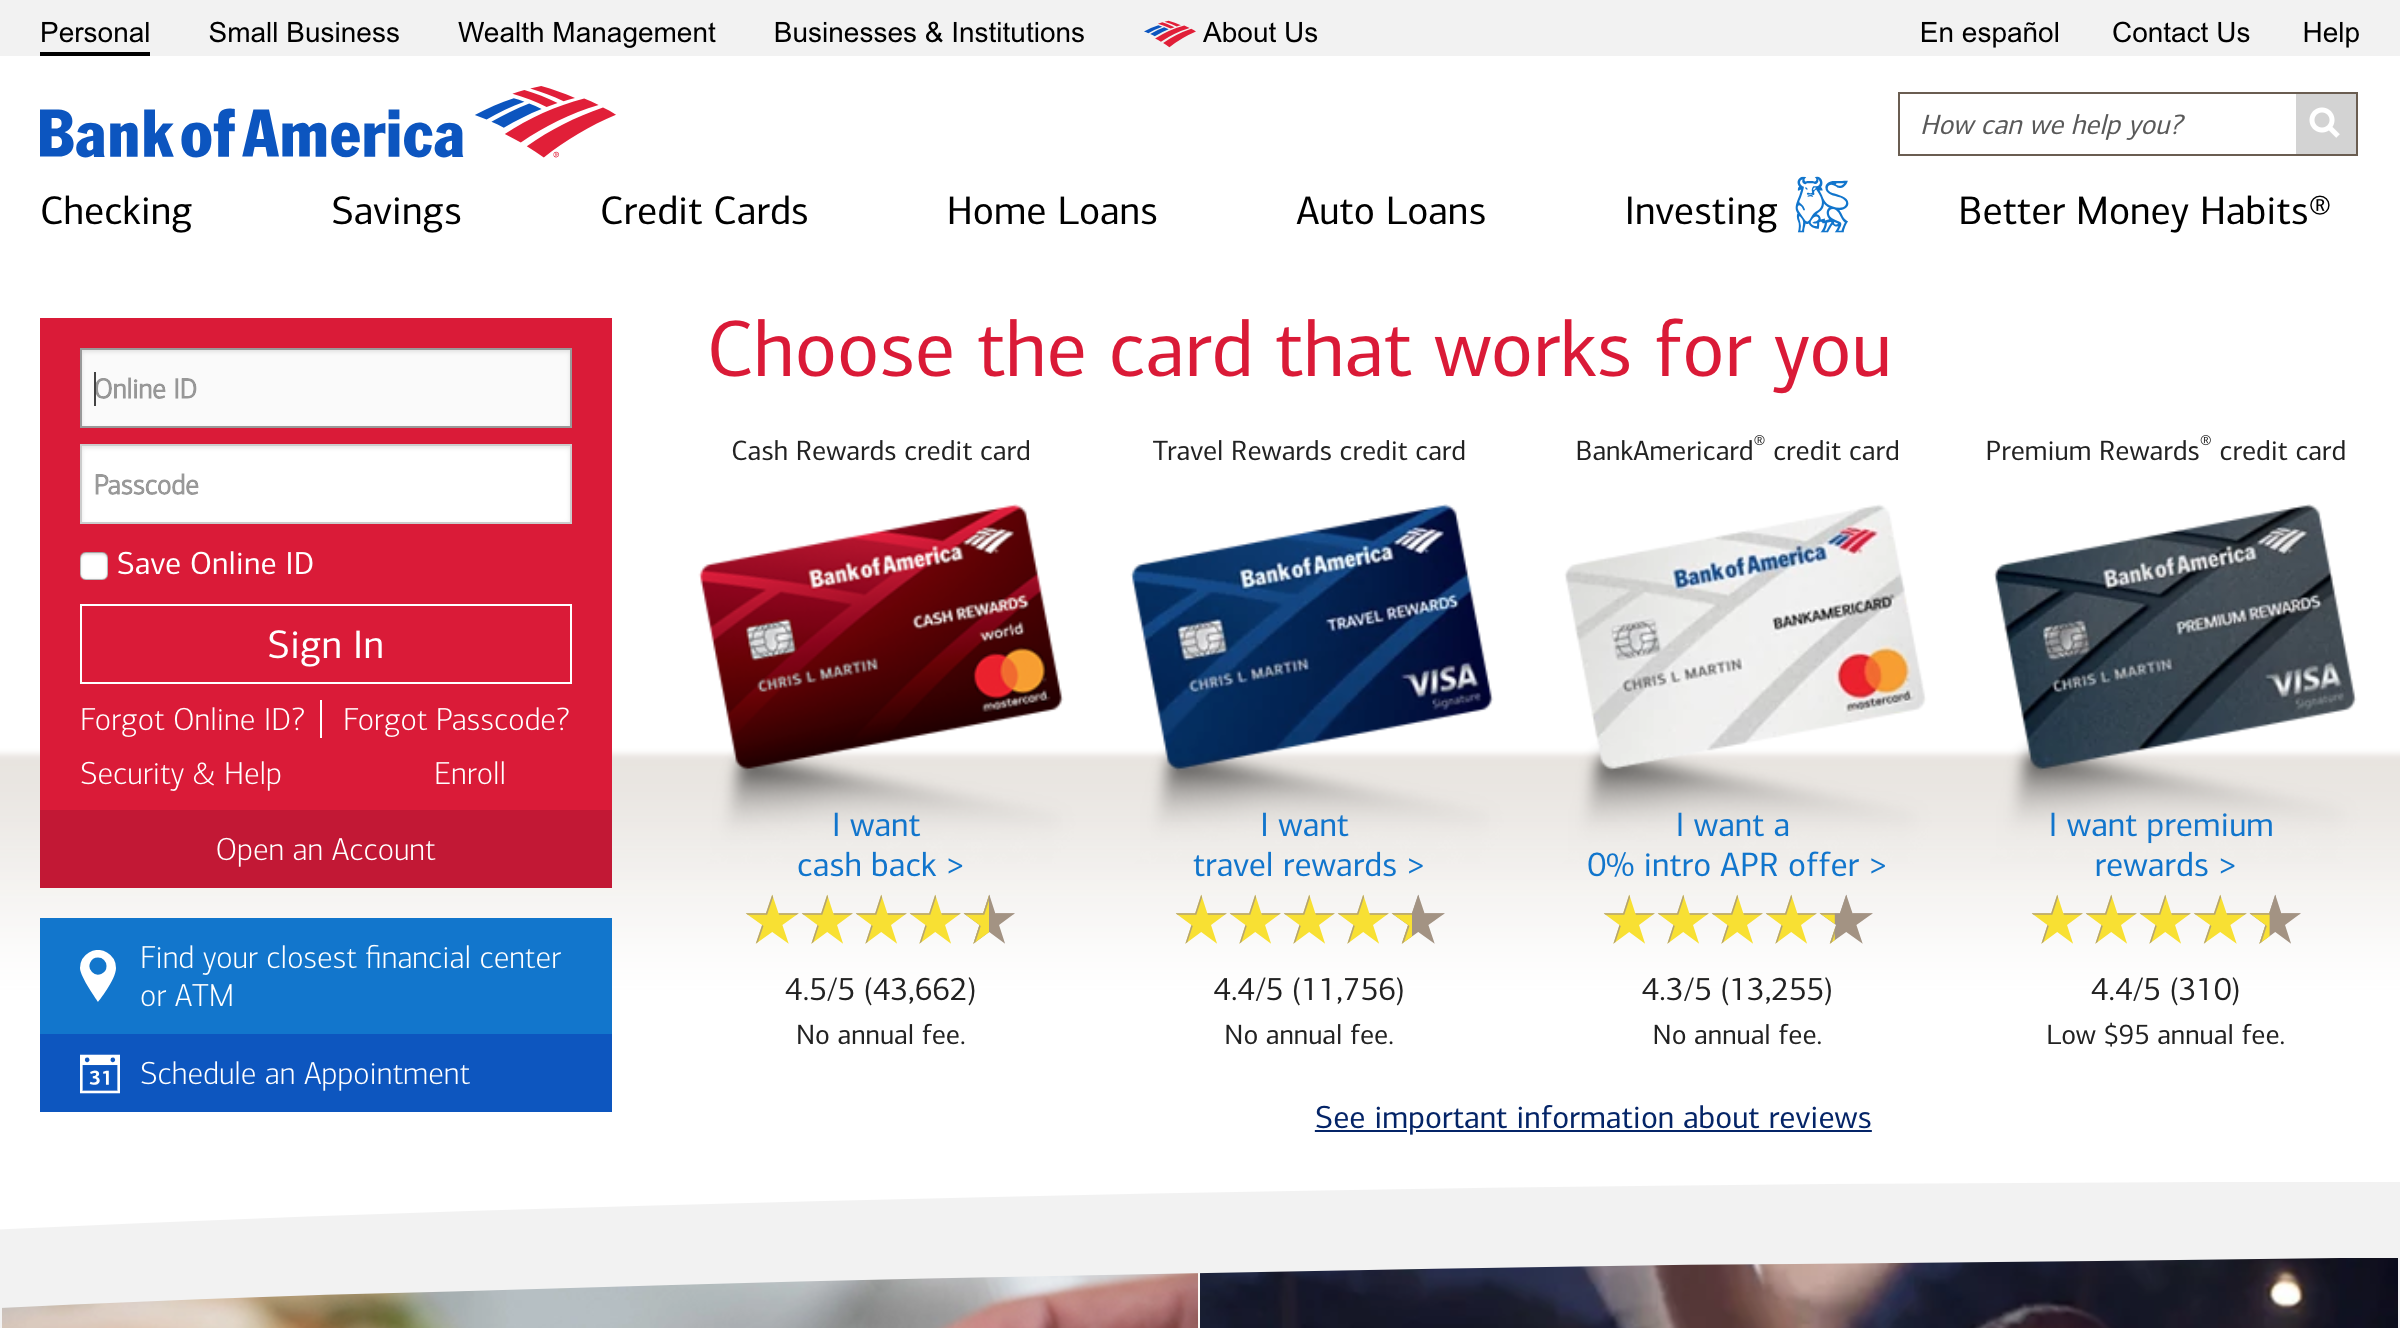 Personal Small Business Wealth Management Businesses & Institutions About Us En español Contact Us Help
Bank of America
How can we help you?
Checking Savings Credit Cards Home Loans Auto Loans Investing Better Money Habits®
Online ID
Passcode
Save Online ID
Sign In
Forgot Online ID? | Forgot Passcode?
Security & Help Enroll
Open an Account
Find your closest financial center
or ATM
31 Schedule an Appointment
Choose the card that works for you
Cash Rewards credit card
Bank of America
CASH REWARDS
world
CHRIS L MARTIN
mastercard
I want
cash back >
4.5/5 (43,662)
No annual fee.
Travel Rewards credit card
Bank of America
TRAVEL REWARDS
CHRIS L MARTIN
VISA
Signature
I want
travel rewards >
4.4/5 (11,756)
No annual fee.
BankAmericard® credit card
Bank of America
BANKAMERICARD
CHRIS L MARTIN
mastercard
I want a
0% intro APR offer >
4.3/5 (13,255)
No annual fee.
Premium Rewards® credit card
Bank of America
PREMIUM REWARDS
CHRIS L MARTIN
VISA
Signature
I want premium
rewards >
4.4/5 (310)
Low $95 annual fee.
See important information about reviews